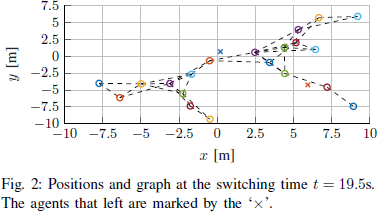 7.5
5
2.5
0
−2.5
−5
−7.5
−10
y [m]
−10 −7.5 −5 −2.5 0 2.5 5 7.5 10
x [m]
Fig. 2: Positions and graph at the switching time t = 19.5s.
The agents that left are marked by the ‘×’.